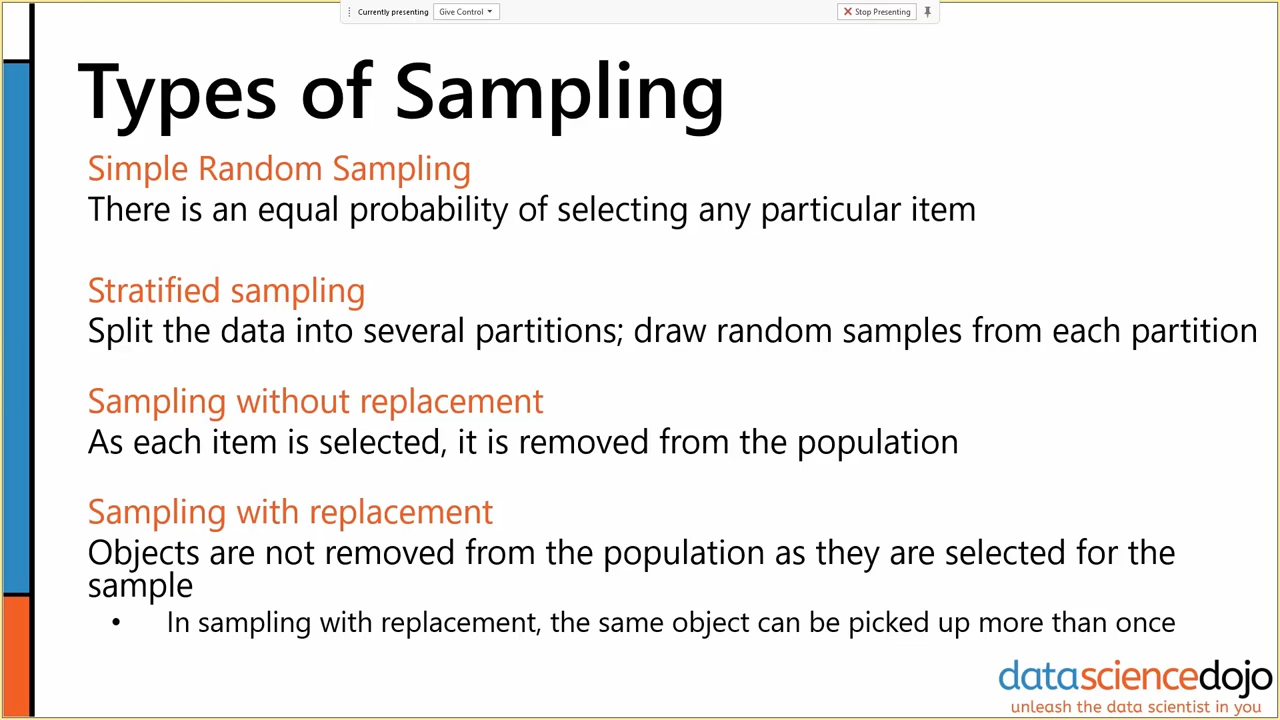 Currently presenting Give Control Stop Presenting
Types of Sampling
Simple Random Sampling
There is an equal probability of selecting any particular item
Stratified sampling
Split the data into several partitions; draw random samples from each partition
Sampling without replacement
As each item is selected, it is removed from the population
Sampling with replacement
Objects are not removed from the population as they are selected for the
sample
• In sampling with replacement, the same object can be picked up more than once
datasciencedojo
unleash the data scientist in you